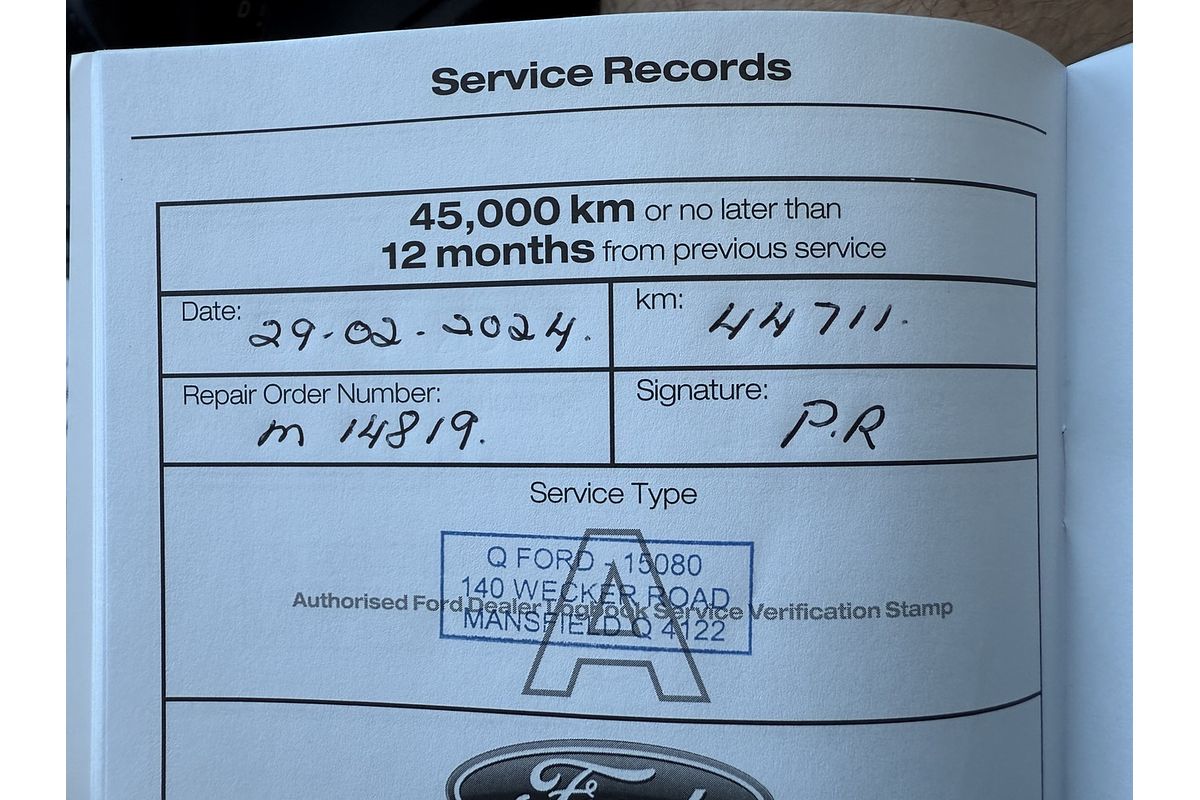 Service Records
45,000 km or no later than
12 months from previous service
Date: 29-02-2024.
km: 44711.
Repair Order Number:
m 14819.
Signature:
P.R
Service Type
A
Q FORD - 15080
140 WECKER ROAD
Authorised Ford Dealer Logbook Service Verification Stamp
MANSFIELD Q 4122
Ford